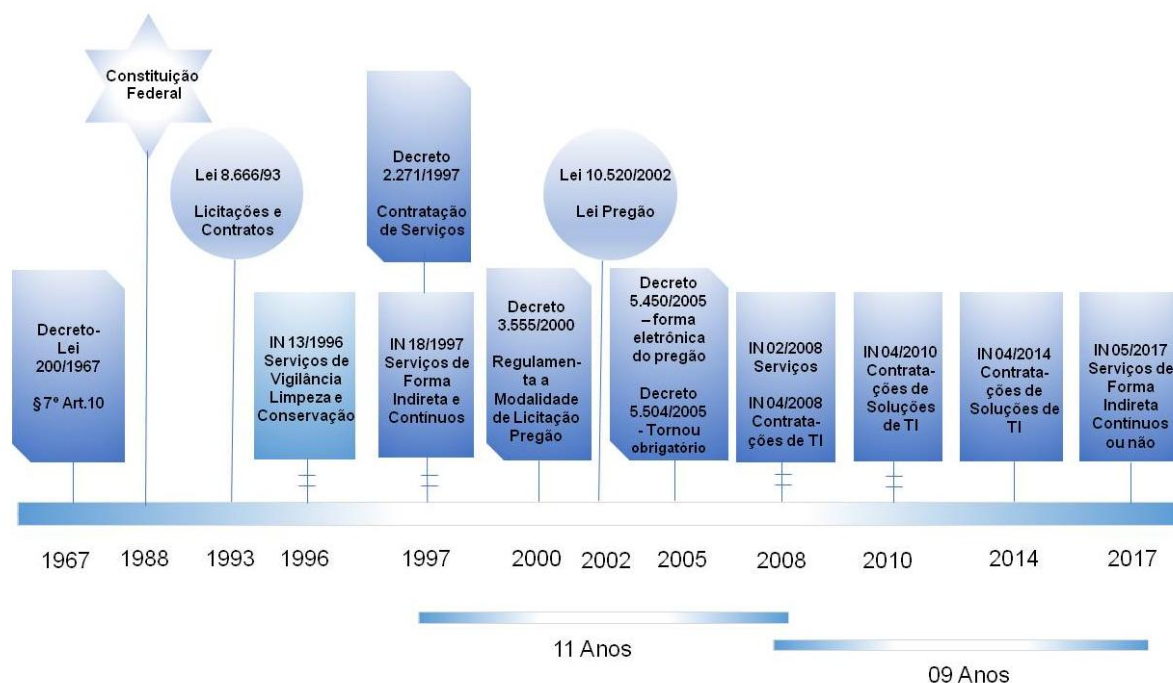 Constituição
Federal
Lei 8.666/93
Licitações e
Contratos
Decreto
2.271/1997
Contratação
de Serviços
Lei 10.520/2002
Lei Pregão
Decreto-
Lei
200/1967
§ 7º Art.10
IN 13/1996
Serviços de
Vigilância
Limpeza e
Conservação
IN 18/1997
Serviços de
Forma
Indireta e
Contínuos
Decreto
3.555/2000
Regulamen-
ta a
Modalidade
de Licitação
Pregão
Decreto
5.450/2005
– forma
eletrônica
do pregão
Decreto
5.504/2005
- Tornou
obrigatório
IN 02/2008
Serviços
IN 04/2008
Contrata-
ções de TI
IN 04/2010
Contrata-
ções de
Soluções
de TI
IN 04/2014
Contrata-
ções de
Soluções de
TI
IN 05/2017
Serviços de
Forma
Indireta
Contínuos
ou não
1967
1988
1993
1996
1997
2000
2002
2005
2008
2010
2014
2017
11 Anos
09 Anos